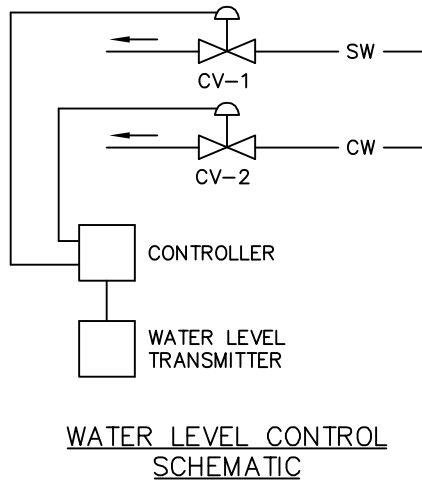 SW
CV-1
CW
CV-2
CONTROLLER
WATER LEVEL
TRANSMITTER
WATER LEVEL CONTROL
SCHEMATIC